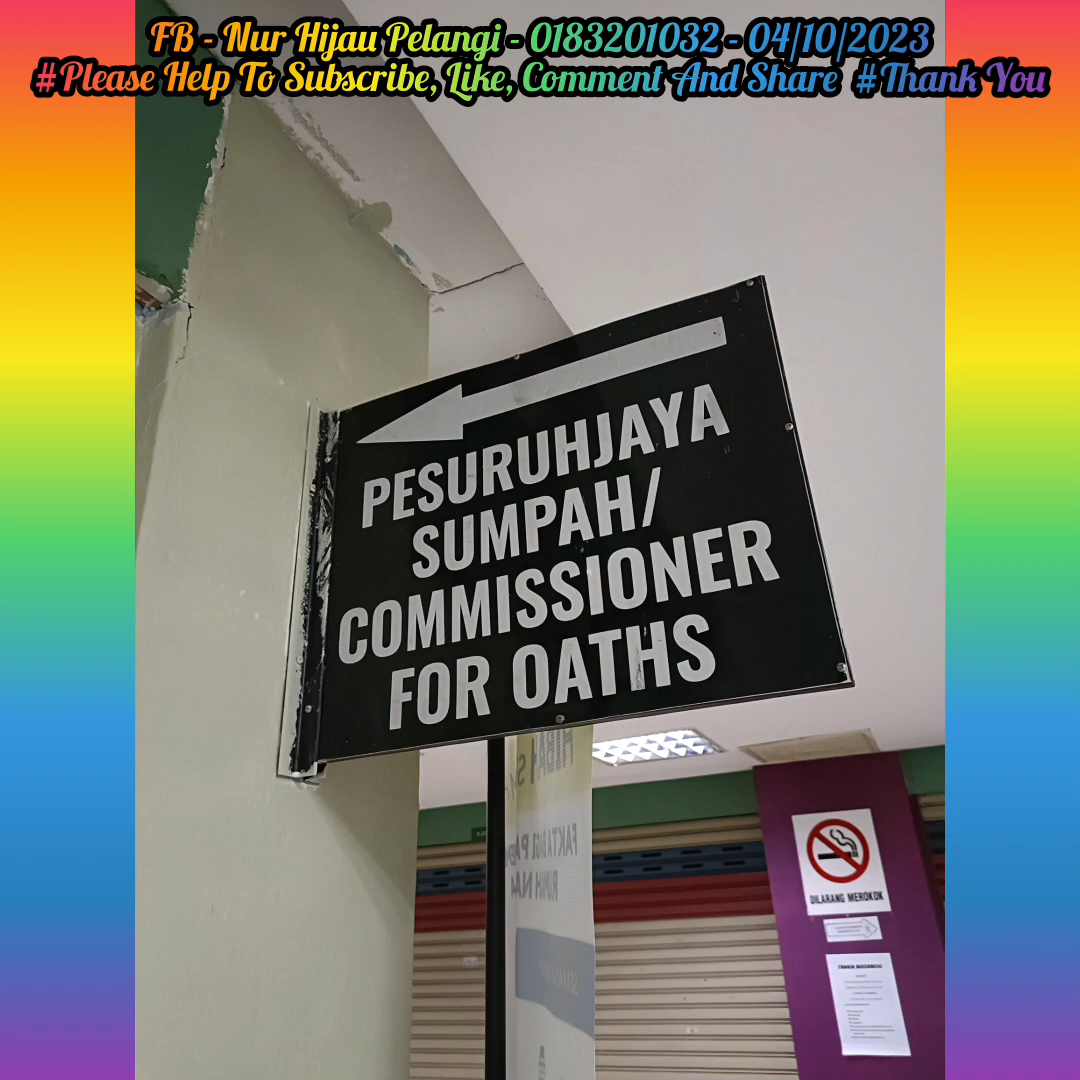 FB - Nur Hijau Pelangi - 0183201032 - 04/10/2023
#Please Help To Subscribe, Like, Comment And Share #Thank You
PESURUHJAYA
SUMPAH/
COMMISSIONER
FOR OATHS
DILARANG MEROKOK